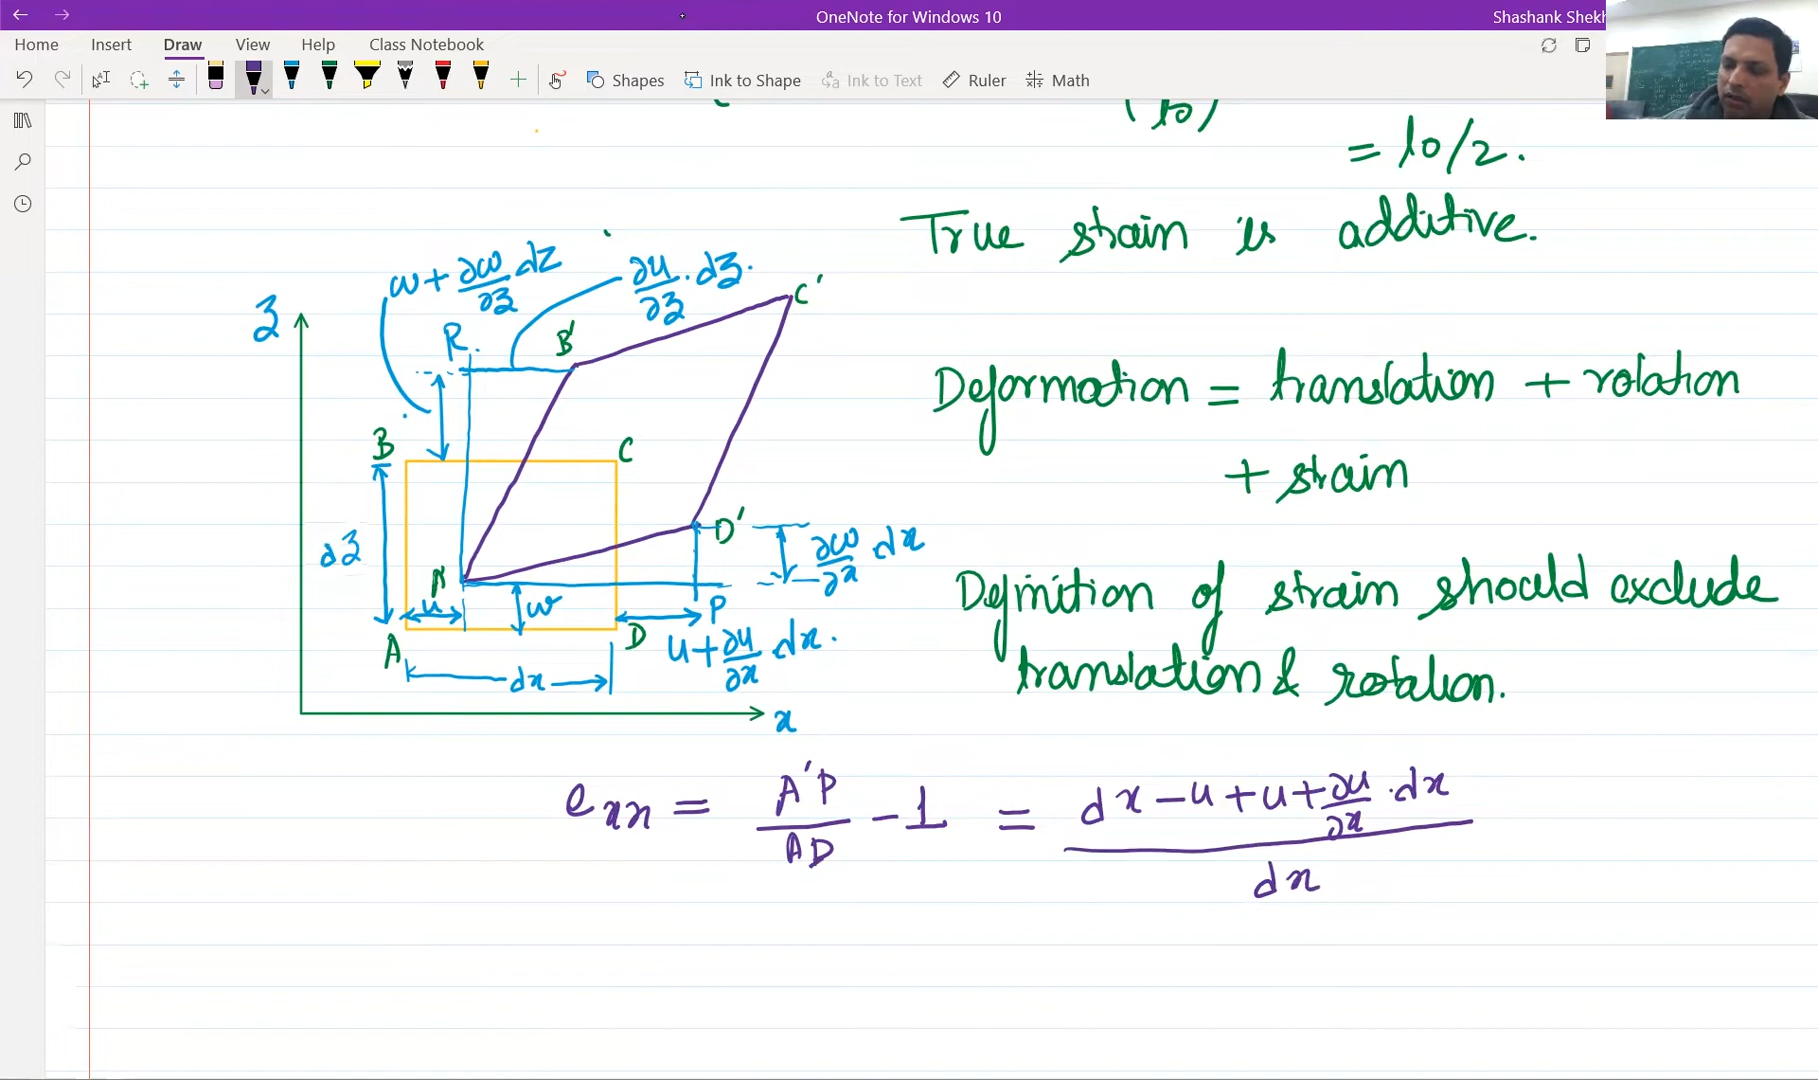 OneNote for Windows 10
Shashank Shekh
Home Insert Draw View Help Class Notebook
Shapes Ink to Shape Ink to Text Ruler Math
(lo)
= lo/2.
True strain is additive.
ω + ∂ω/∂z dz
∂u/∂z . dz.
z
R.
B'
C'
B
C
Deformation = translation + rotation
+ strain
dz
A'
D'
∂ω/∂x dx
u
w
P
A
D
u + ∂u/∂x dx.
dx
x
Definition of strain should exclude
translation & rotation.
exx = A'P/AD - 1 = (dx - u + u + ∂u/∂x . dx)/dx